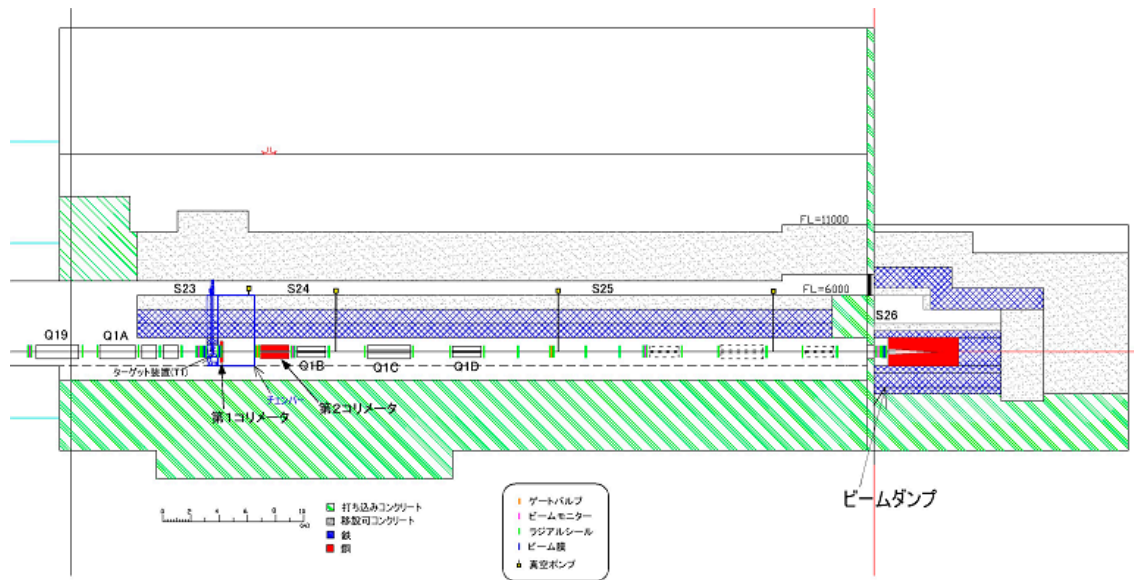 FL=11000
S23
S24
S25
FL=6000
S26
Q19
Q1A
Q1B
Q1C
Q1D
ターゲット装置(T1)
チェンバー
第1コリメータ
第2コリメータ
ビームダンプ
打ち込みコンクリート
移設可コンクリート
鉄
銅
ゲートバルブ
ビームモニター
ラジアルシール
ビーム膜
真空ポンプ